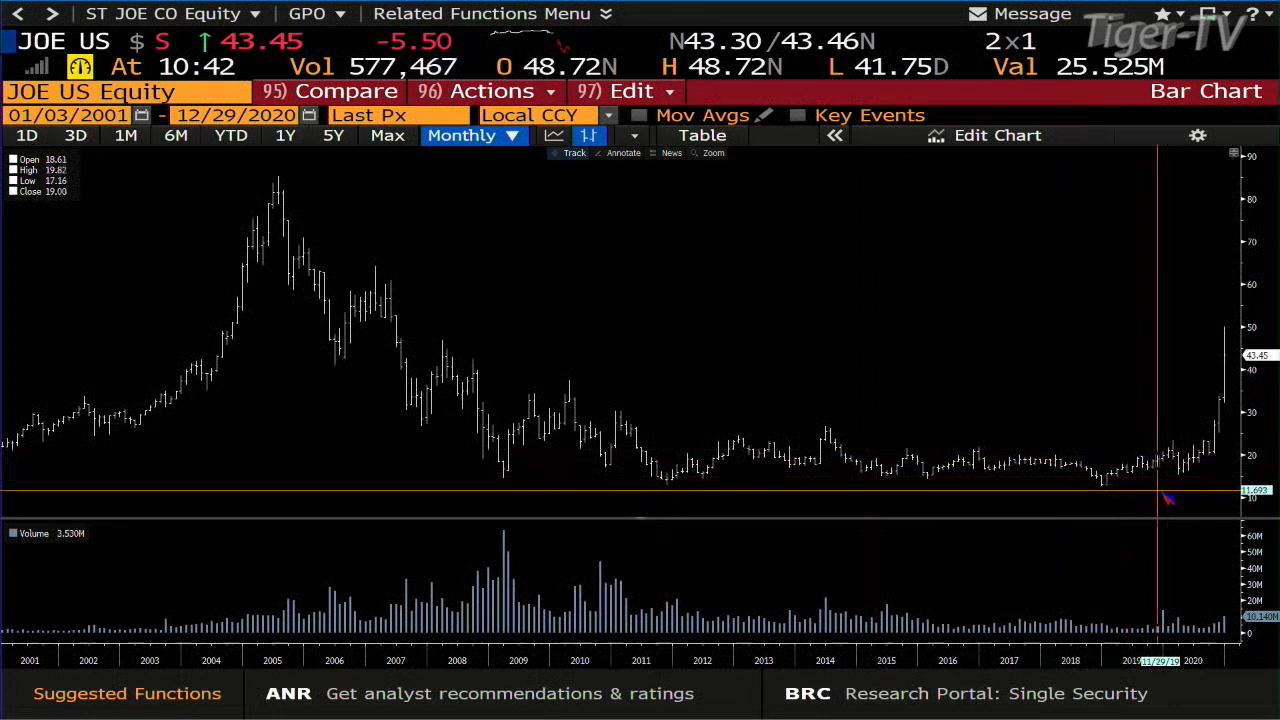 < > ST JOE CO Equity ▼ GPO ▼ Related Functions Menu Message ?
Tiger-TV
JOE US $ S ↑ 43.45 -5.50 N43.30/43.46N 2x1
At 10:42 Vol 577,467 O 48.72N H 48.72N L 41.75D Val 25.525M
JOE US Equity 95) Compare 96) Actions 97) Edit Bar Chart
01/03/2001 - 12/29/2020 Last Px Local CCY Mov Avgs Key Events
1D 3D 1M 6M YTD 1Y 5Y Max Monthly ▼ Table « Edit Chart
Track Annotate News Zoom
Open 18.61
High 19.82
Low 17.16
Close 19.00
90
80
70
60
50
43.45
40
30
20
11.693
10
Volume 3.530M
60M
50M
40M
30M
20M
10.140M
0
2001 2002 2003 2004 2005 2006 2007 2008 2009 2010 2011 2012 2013 2014 2015 2016 2017 2018 2019 11/29/19 2020
Suggested Functions ANR Get analyst recommendations & ratings BRC Research Portal: Single Security